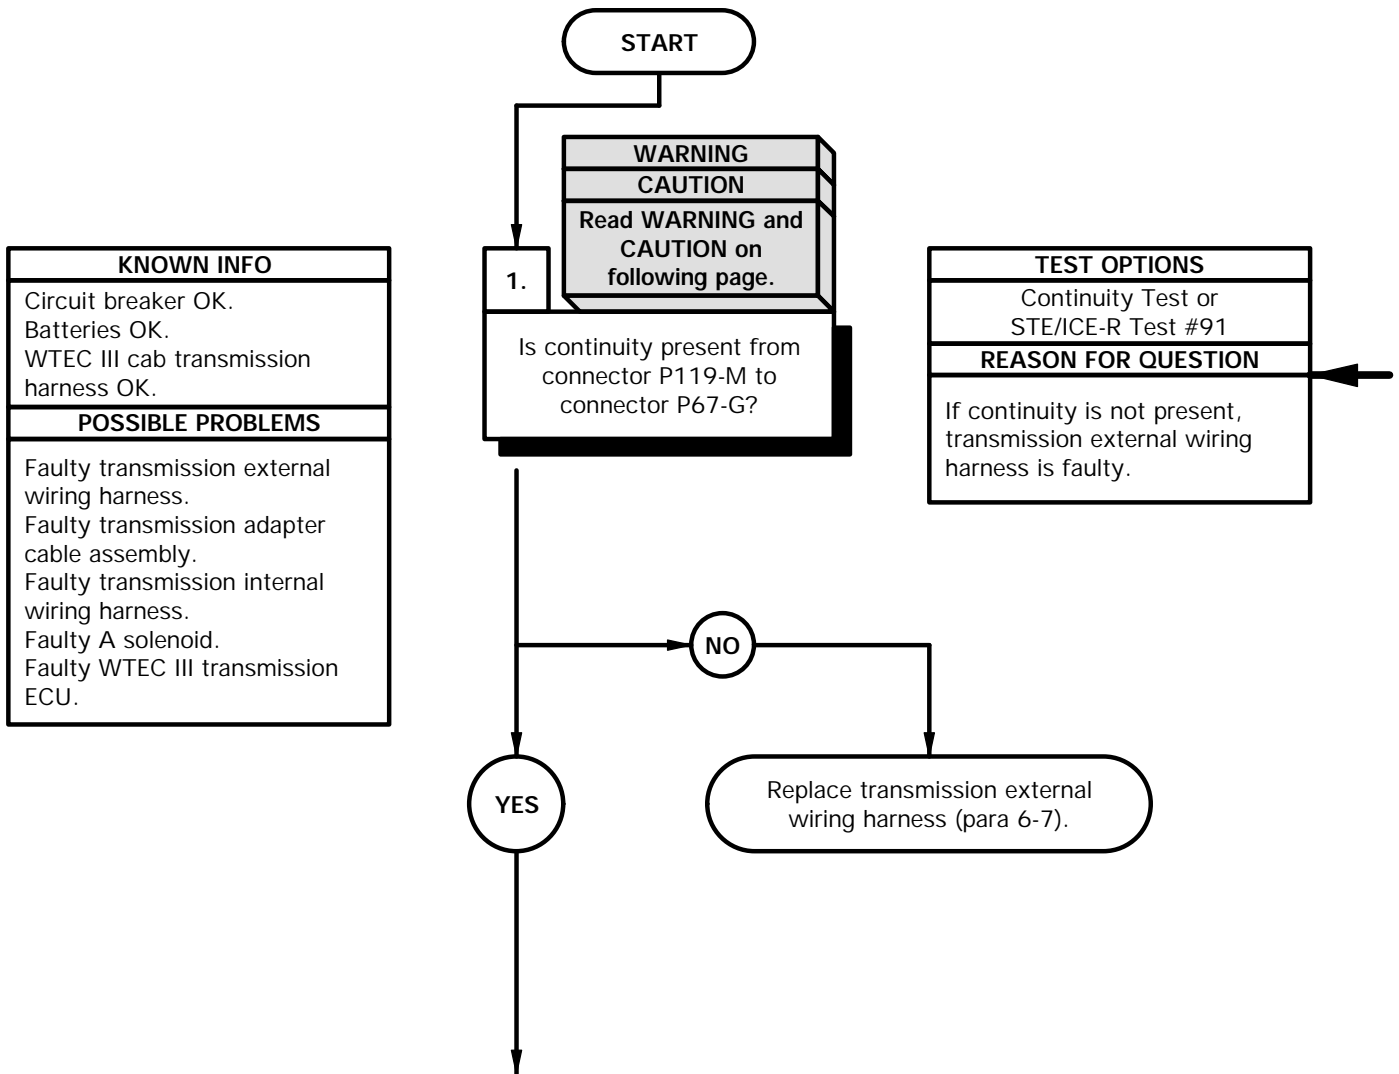 START
WARNING
CAUTION
Read WARNING and
CAUTION on
following page.
KNOWN INFO
Circuit breaker OK.
Batteries OK.
WTEC III cab transmission
harness OK.
POSSIBLE PROBLEMS
Faulty transmission external
wiring harness.
Faulty transmission adapter
cable assembly.
Faulty transmission internal
wiring harness.
Faulty A solenoid.
Faulty WTEC III transmission
ECU.
1.
Is continuity present from
connector P119-M to
connector P67-G?
TEST OPTIONS
Continuity Test or
STE/ICE-R Test #91
REASON FOR QUESTION
If continuity is not present,
transmission external wiring
harness is faulty.
NO
YES
Replace transmission external
wiring harness (para 6-7).